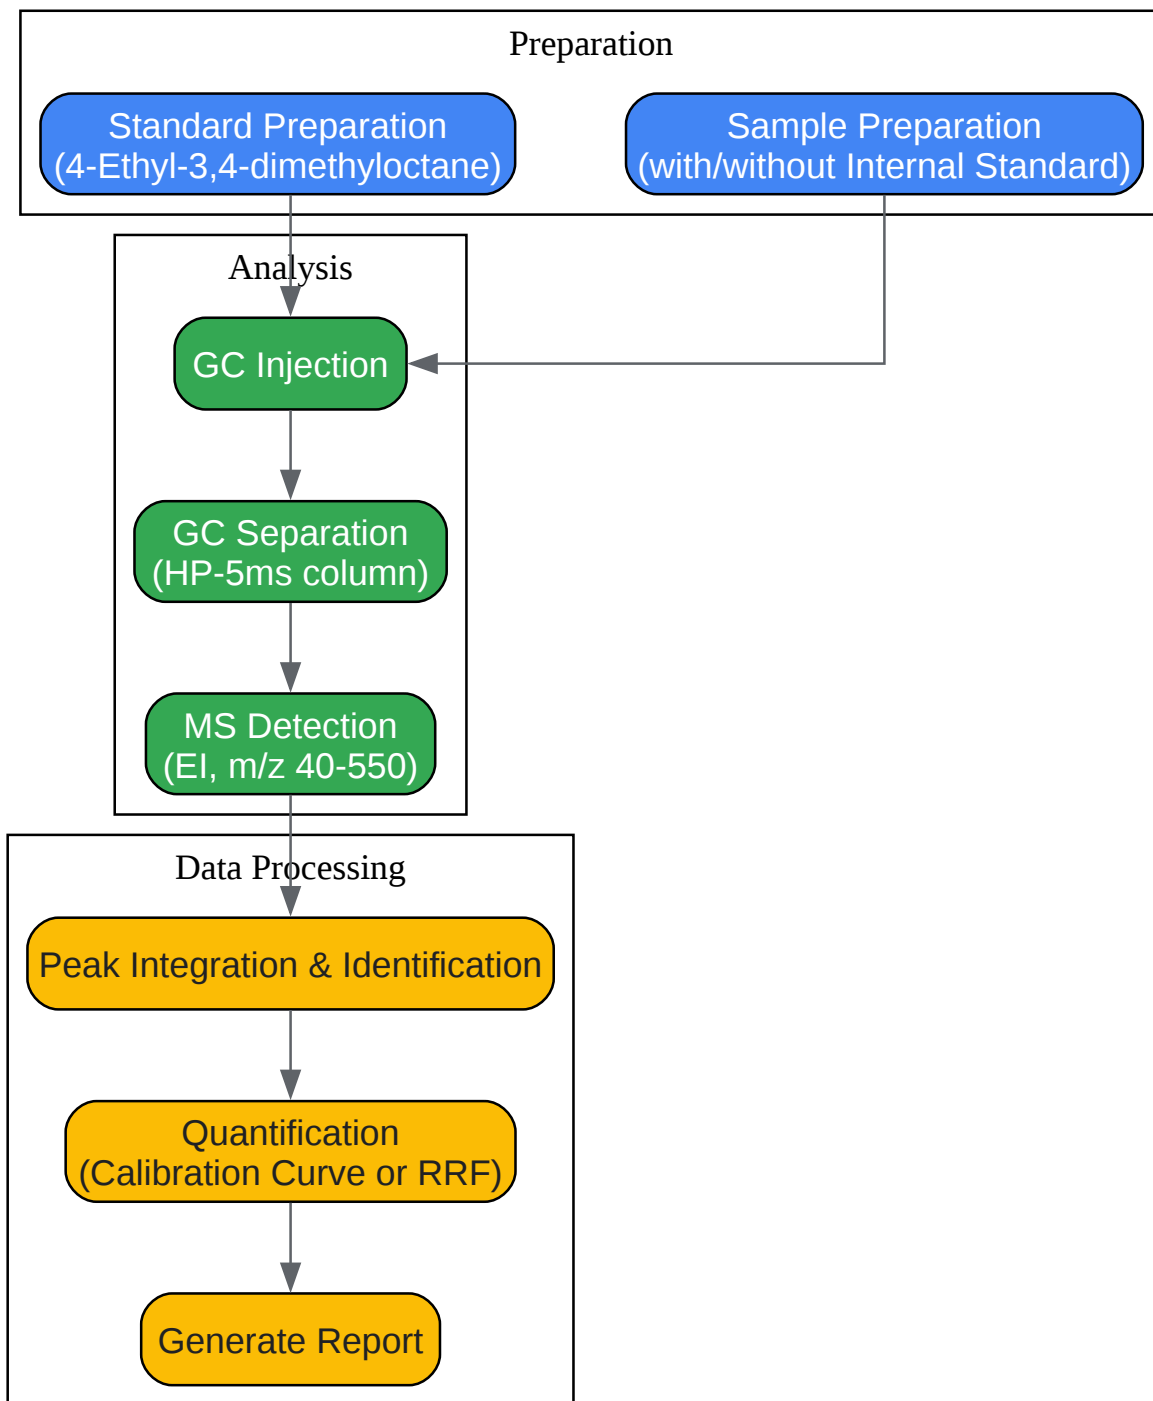 Preparation
Standard Preparation
(4-Ethyl-3,4-dimethyloctane)
Sample Preparation
(with/without Internal Standard)
Analysis
GC Injection
GC Separation
(HP-5ms column)
MS Detection
(EI, m/z 40-550)
Data Processing
Peak Integration & Identification
Quantification
(Calibration Curve or RRF)
Generate Report